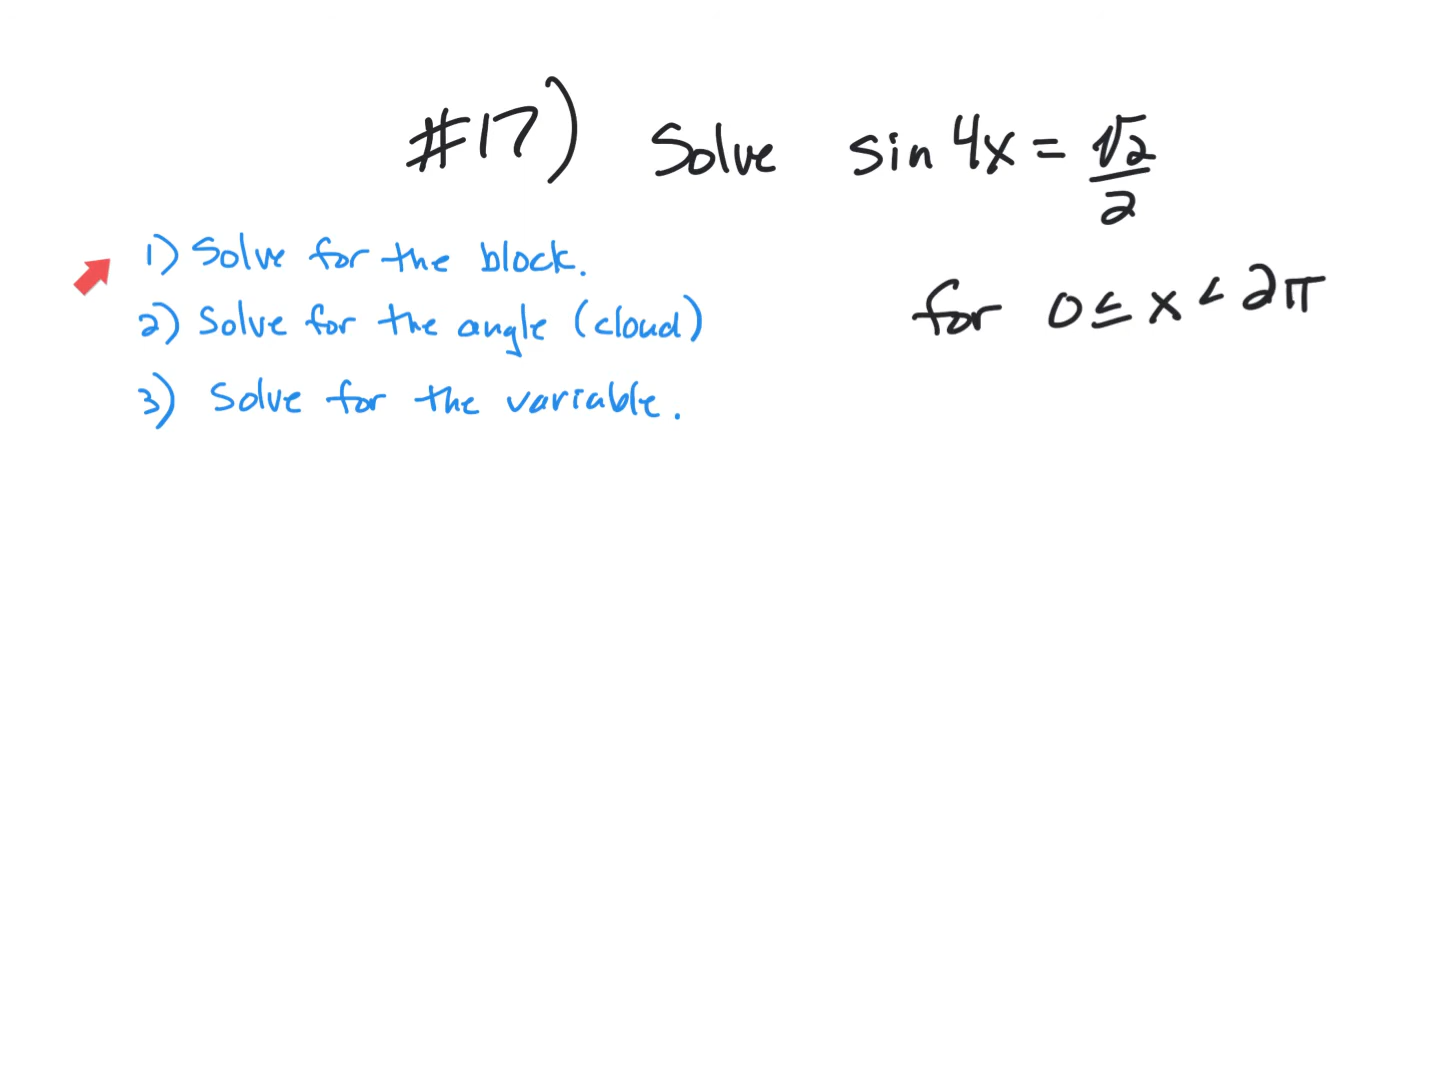 #17) Solve sin 4x = √2/2
for 0 ≤ x < 2π
1) Solve for the block.
2) Solve for the angle (cloud)
3) Solve for the variable.